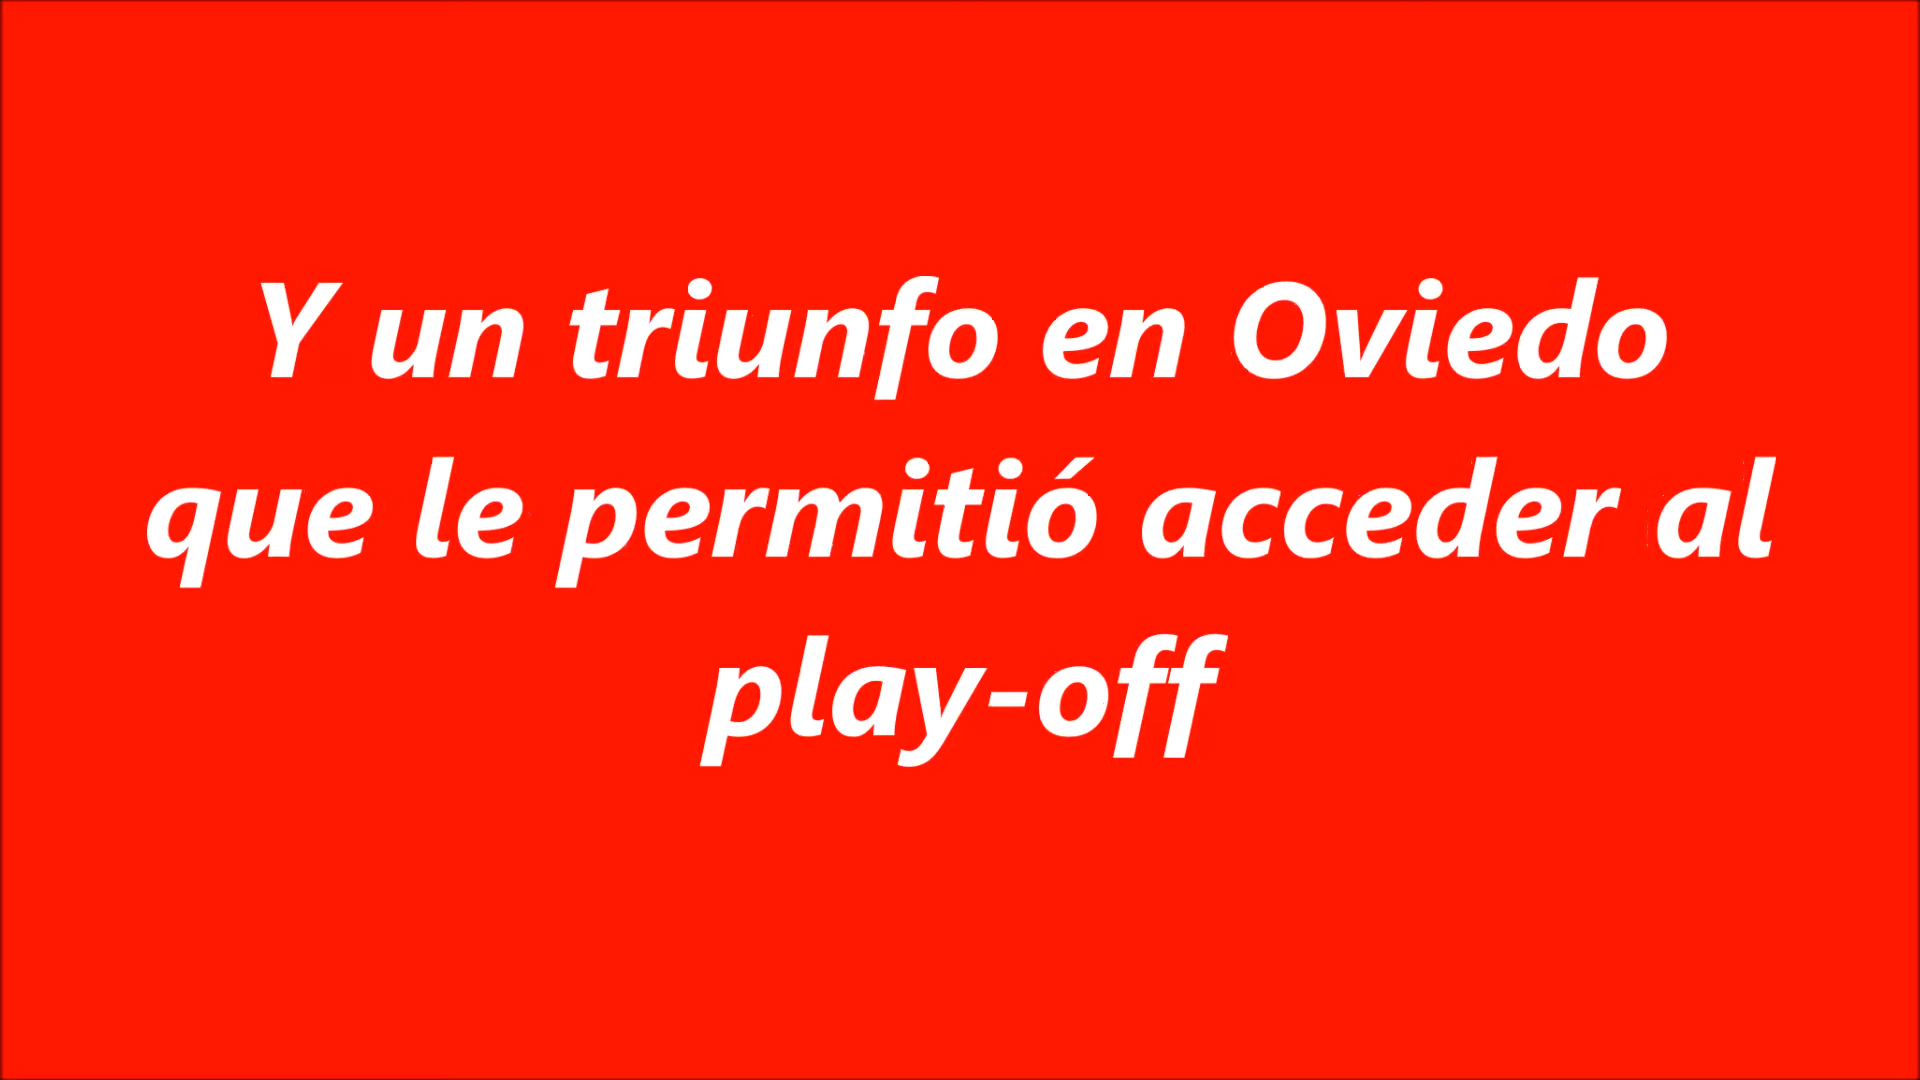 Y un triunfo en Oviedo
que le permitió acceder al
play-off